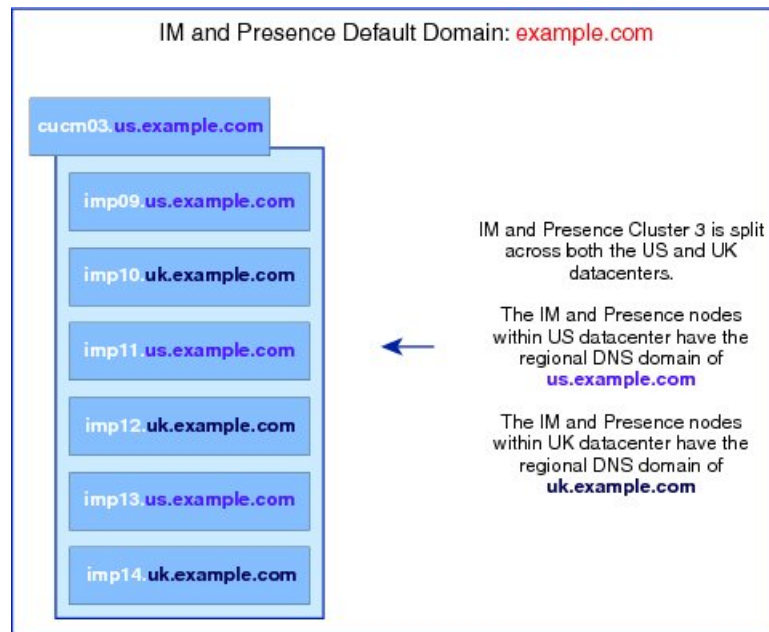 IM and Presence Default Domain: example.com
cucm03.us.example.com
imp09.us.example.com
imp10.uk.example.com
imp11.us.example.com
imp12.uk.example.com
imp13.us.example.com
imp14.uk.example.com
IM and Presence Cluster 3 is split
across both the US and UK
datacenters.
The IM and Presence nodes
within US datacenter have the
regional DNS domain of
us.example.com
The IM and Presence nodes
within UK datacenter have the
regional DNS domain of
uk.example.com